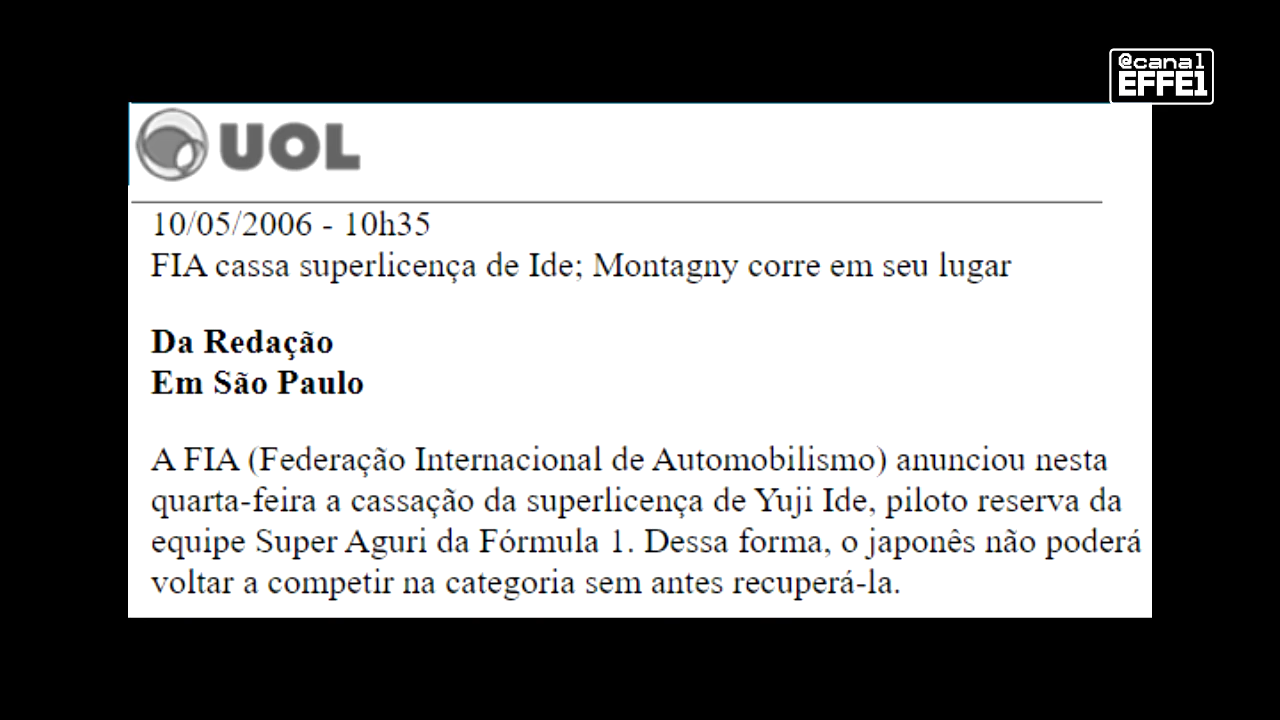 @canal
EFFE1
UOL
10/05/2006 - 10h35
FIA cassa superlicença de Ide; Montagny corre em seu lugar
Da Redação
Em São Paulo
A FIA (Federação Internacional de Automobilismo) anunciou nesta
quarta-feira a cassação da superlicença de Yuji Ide, piloto reserva da
equipe Super Aguri da Fórmula 1. Dessa forma, o japonês não poderá
voltar a competir na categoria sem antes recuperá-la.